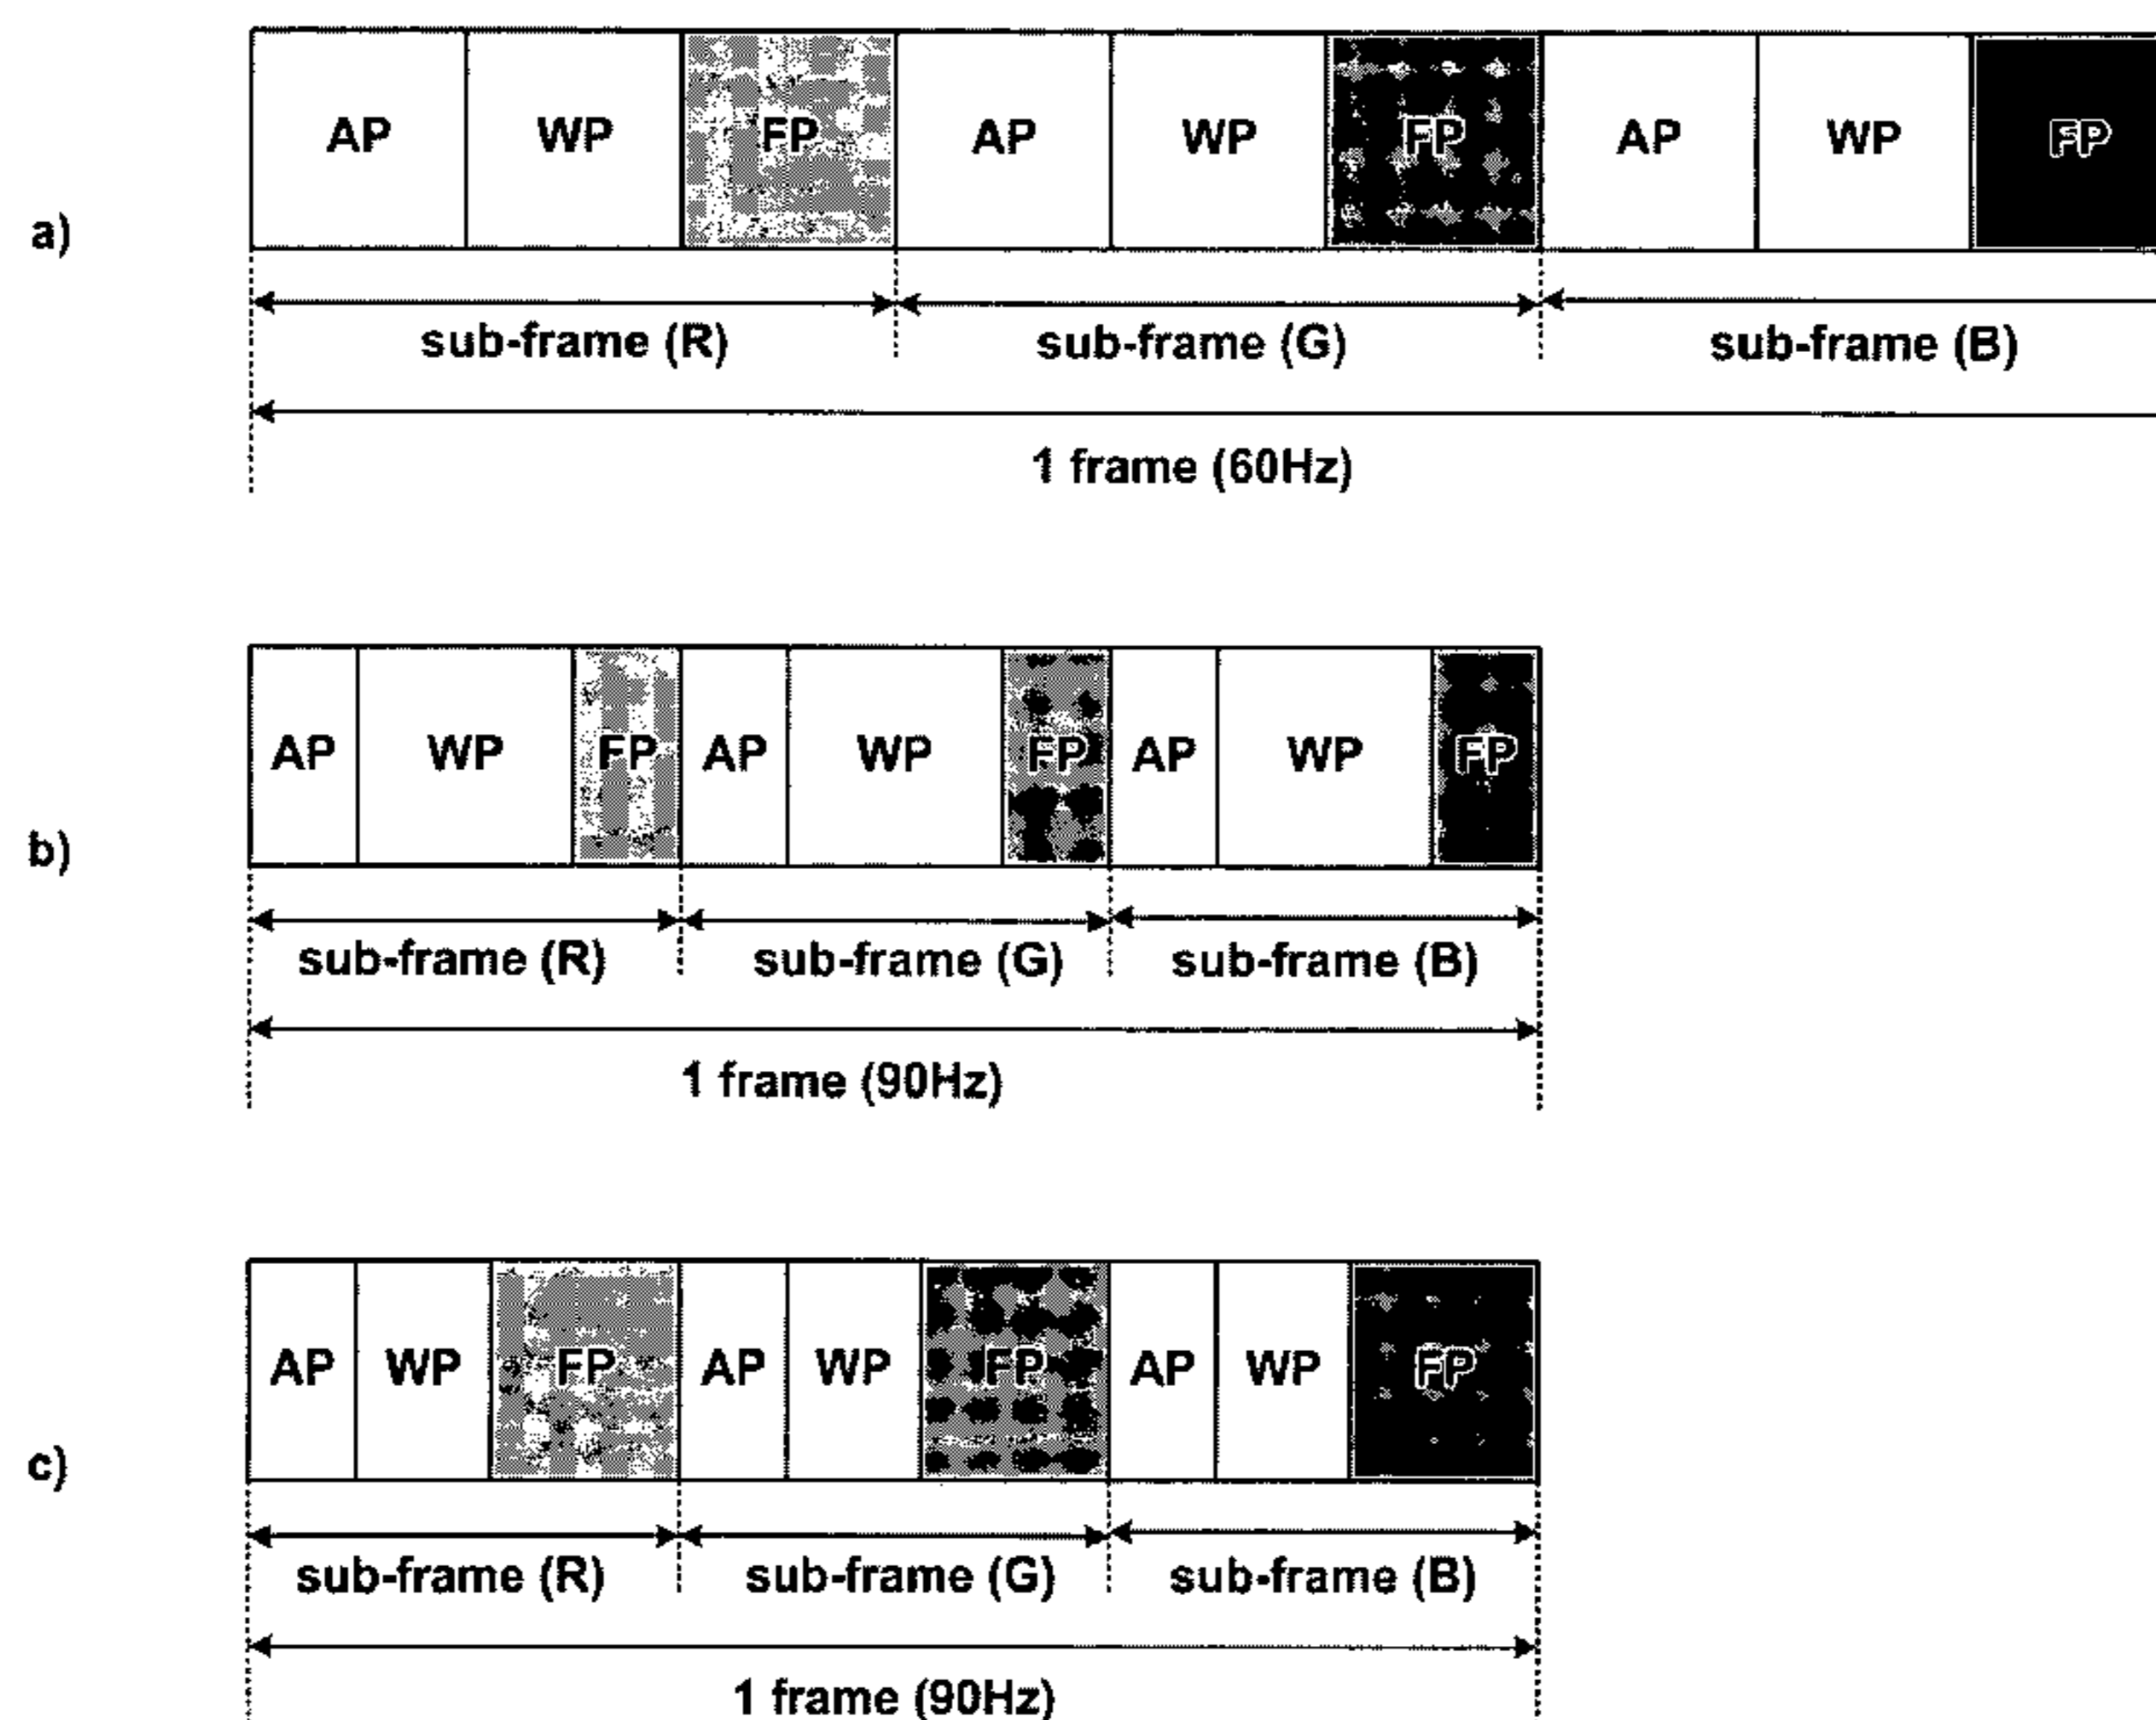 AP WP FP AP WP FP AP WP FP
a)
sub-frame (R) sub-frame (G) sub-frame (B)
1 frame (60Hz)
AP WP FP AP WP FP AP WP FP
b)
sub-frame (R) sub-frame (G) sub-frame (B)
1 frame (90Hz)
AP WP FP AP WP FP AP WP FP
c)
sub-frame (R) sub-frame (G) sub-frame (B)
1 frame (90Hz)